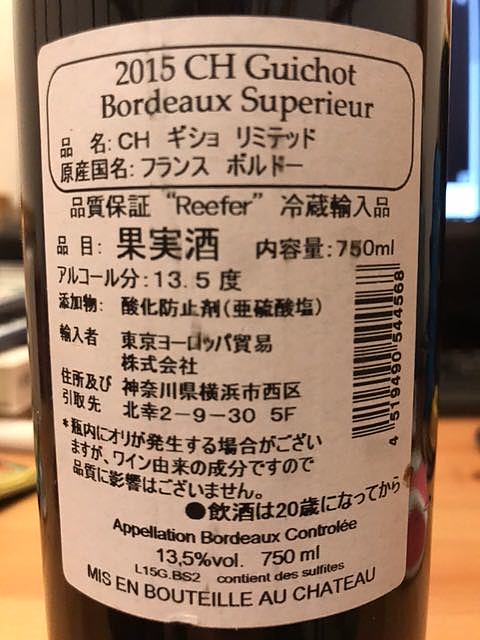 2015 CH Guichot
Bordeaux Superieur
品 名: CH ギショ リミテッド
原産国名: フランス ボルドー
品質保証 “Reefer” 冷蔵輸入品
品目: 果実酒 内容量: 750ml
アルコール分: 13.5 度
添加物: 酸化防止剤(亜硫酸塩)
輸入者 東京ヨーロッパ貿易
株式会社
住所及び 神奈川県横浜市西区
引取先 北幸2-9-30 5F
*瓶内にオリが発生する場合がござい
ますが、ワイン由来の成分ですので
品質に影響はございません。
●飲酒は20歳になってから
4 519490 544568
Appellation Bordeaux Controlée
13,5%vol. 750 ml
L15G.BS2 contient des sulfites
MIS EN BOUTEILLE AU CHATEAU